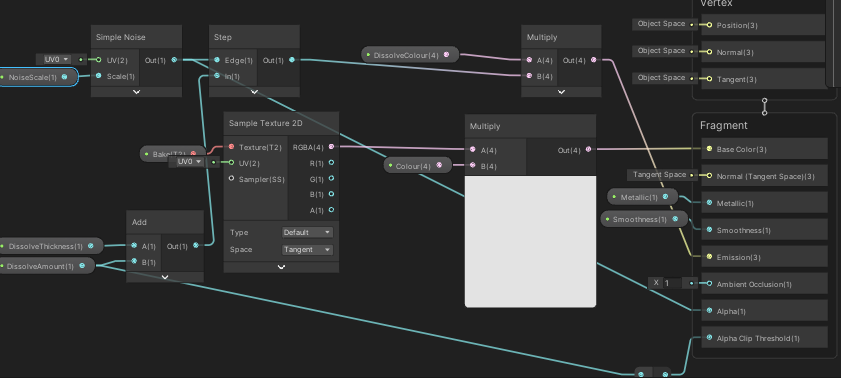 Vertex
Object Space
Position(3)
Object Space
Normal(3)
Object Space
Tangent(3)
Simple Noise
UV0
UV(2)
Out(1)
NoiseScale(1)
Scale(1)
Step
Edge(1)
Out(1)
In(1)
DissolveColour(4)
Multiply
A(4)
Out(4)
B(4)
Sample Texture 2D
Texture(T2)
RGBA(4)
UV0
UV(2)
R(1)
Sampler(SS)
G(1)
B(1)
A(1)
Type
Default
Space
Tangent
Colour(4)
Multiply
A(4)
Out(4)
B(4)
Add
DissolveThickness(1)
A(1)
Out(1)
DissolveAmount(1)
B(1)
Fragment
Base Color(3)
Tangent Space
Normal (Tangent Space)(3)
Metallic(1)
Metallic(1)
Smoothness(1)
Smoothness(1)
Emission(3)
X 1
Ambient Occlusion(1)
Alpha(1)
Alpha Clip Threshold(1)